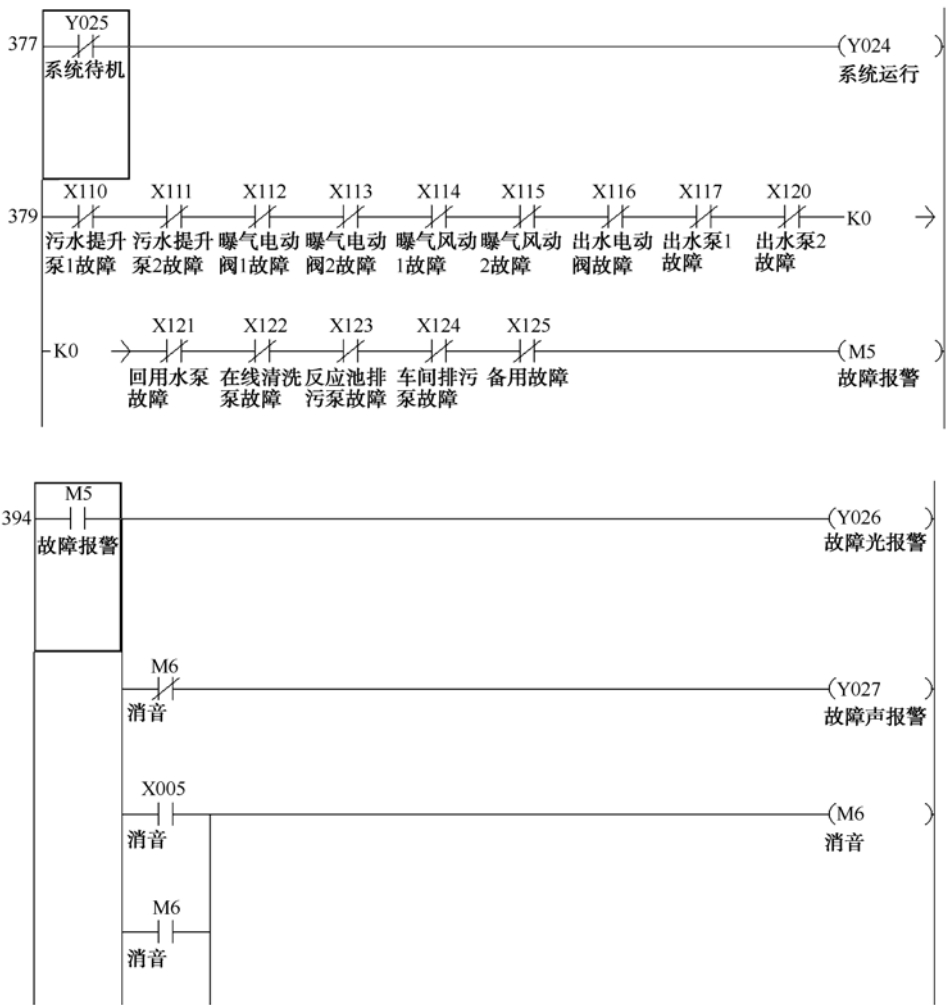 Y025
377
(Y024 )
系统待机
系统运行
X110 X111 X112 X113 X114 X115 X116 X117 X120
379
K0
污水提升 污水提升 曝气电动 曝气电动 曝气风动 曝气风动 出水电动 出水泵1 出水泵2
泵1故障 泵2故障 阀1故障 阀2故障 1故障 2故障 阀故障 故障 故障
X121 X122 X123 X124 X125
K0
(M5 )
回用水泵 在线清洗 反应池排 车间排污 备用故障 故障报警
故障 泵故障 污泵故障 泵故障
M5
394
(Y026 )
故障报警
故障光报警
M6
(Y027 )
消音
故障声报警
X005
(M6 )
消音
消音
M6
消音